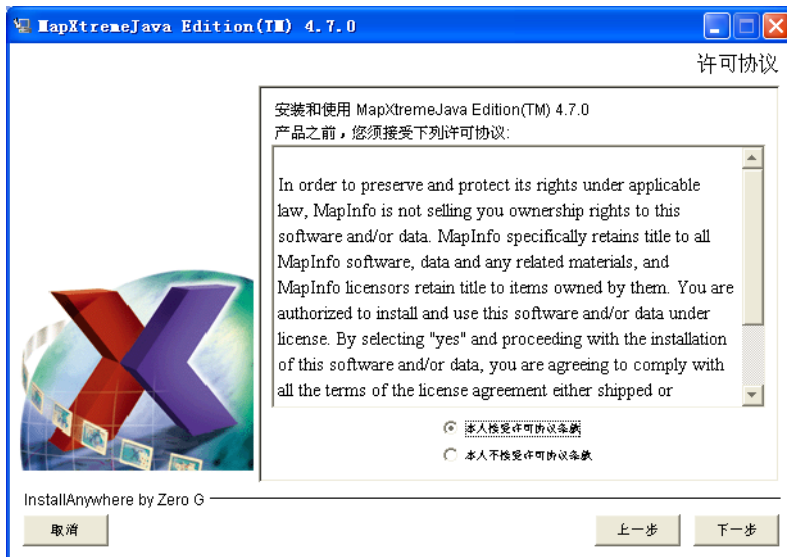 MapXtremeJava Edition(TM) 4.7.0
许可协议
安装和使用 MapXtremeJava Edition(TM) 4.7.0
产品之前，您须接受下列许可协议:
In order to preserve and protect its rights under applicable
law, MapInfo is not selling you ownership rights to this
software and/or data. MapInfo specifically retains title to all
MapInfo software, data and any related materials, and
MapInfo licensors retain title to items owned by them. You are
authorized to install and use this software and/or data under
license. By selecting "yes" and proceeding with the installation
of this software and/or data, you are agreeing to comply with
all the terms of the license agreement either shipped or
本人接受许可协议条款
本人不接受许可协议条款
InstallAnywhere by Zero G
取消
上一步
下一步